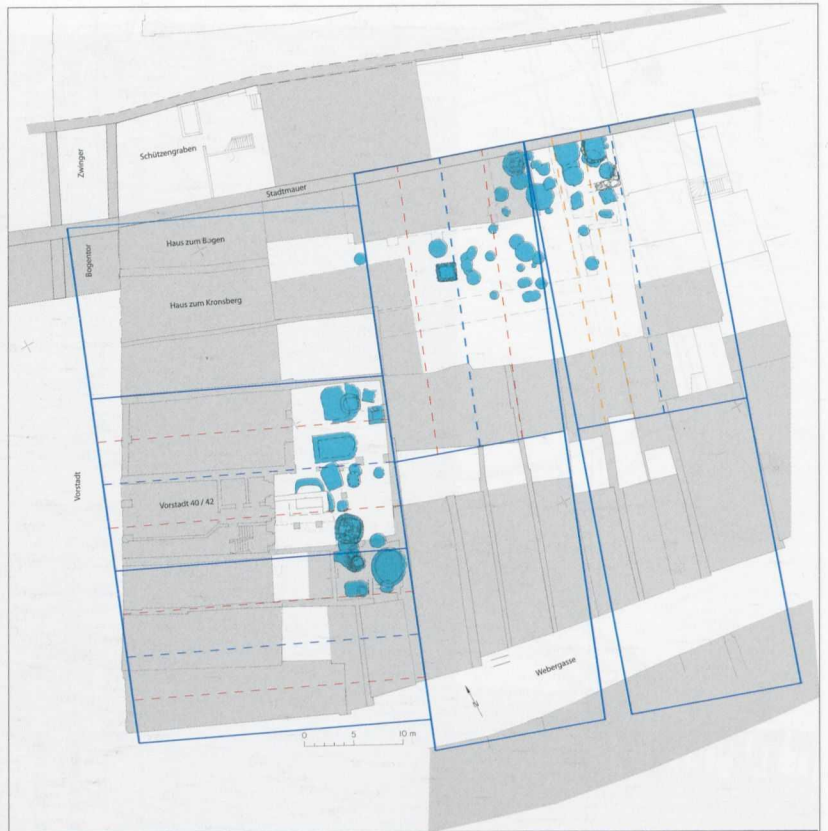 Zwinger
Schützengraben
Stadtmauer
Bogentor
Haus zum Bogen
Haus zum Kronsberg
Vorstadt
Vorstadt 40 / 42
Webergasse
N
0 5 10 m